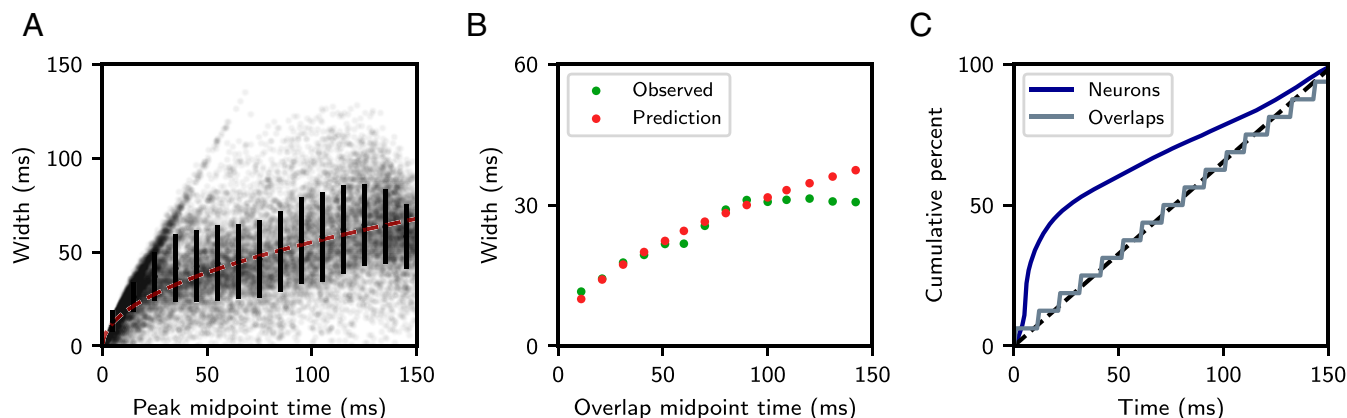 A
150
100
50
0
Width (ms)
0 50 100 150
Peak midpoint time (ms)
B
60
30
0
Width (ms)
Observed
Prediction
0 50 100 150
Overlap midpoint time (ms)
C
100
50
0
Cumulative percent
Neurons
Overlaps
0 50 100 150
Time (ms)